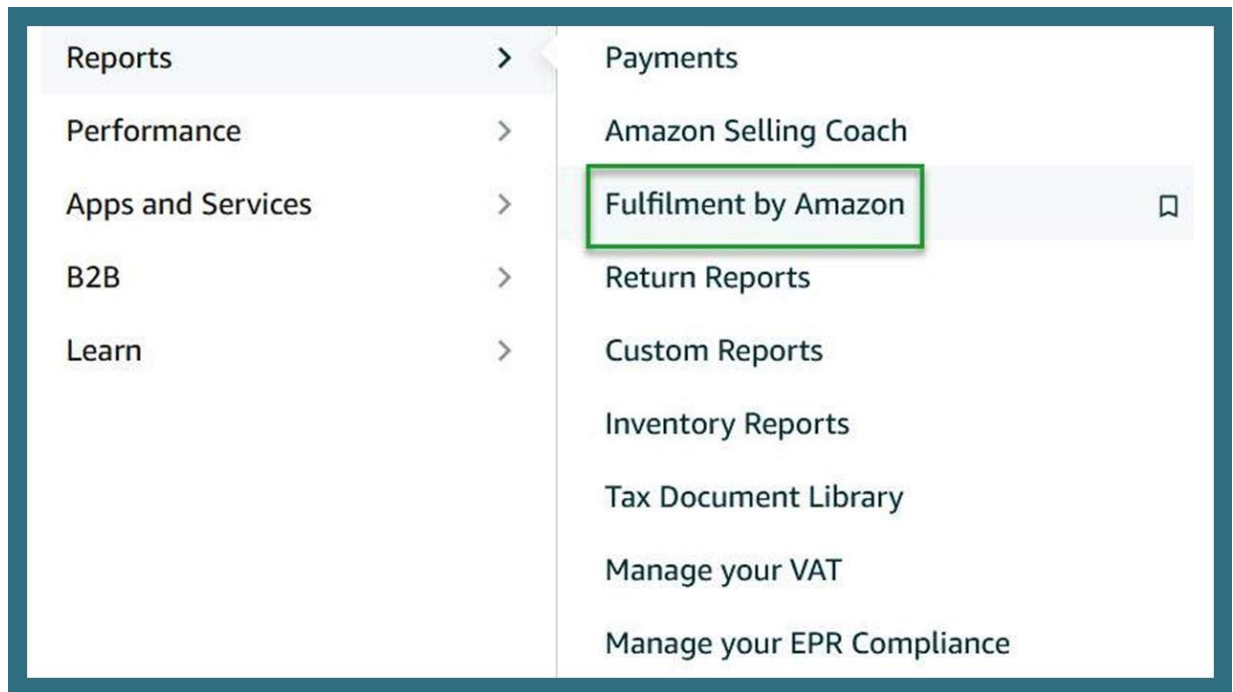 Reports
Performance
Apps and Services
B2B
Learn
Payments
Amazon Selling Coach
Fulfilment by Amazon
Return Reports
Custom Reports
Inventory Reports
Tax Document Library
Manage your VAT
Manage your EPR Compliance